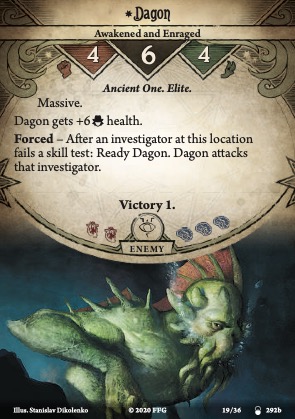 Dagon
Awakened and Enraged
4 6 4
Ancient One. Elite.
Massive.
Dagon gets +6 health.
Forced – After an investigator at this location
fails a skill test: Ready Dagon. Dagon attacks
that investigator.
Victory 1.
ENEMY
Illus. Stanislav Dikolenko © 2020 FFG 19/36 292b